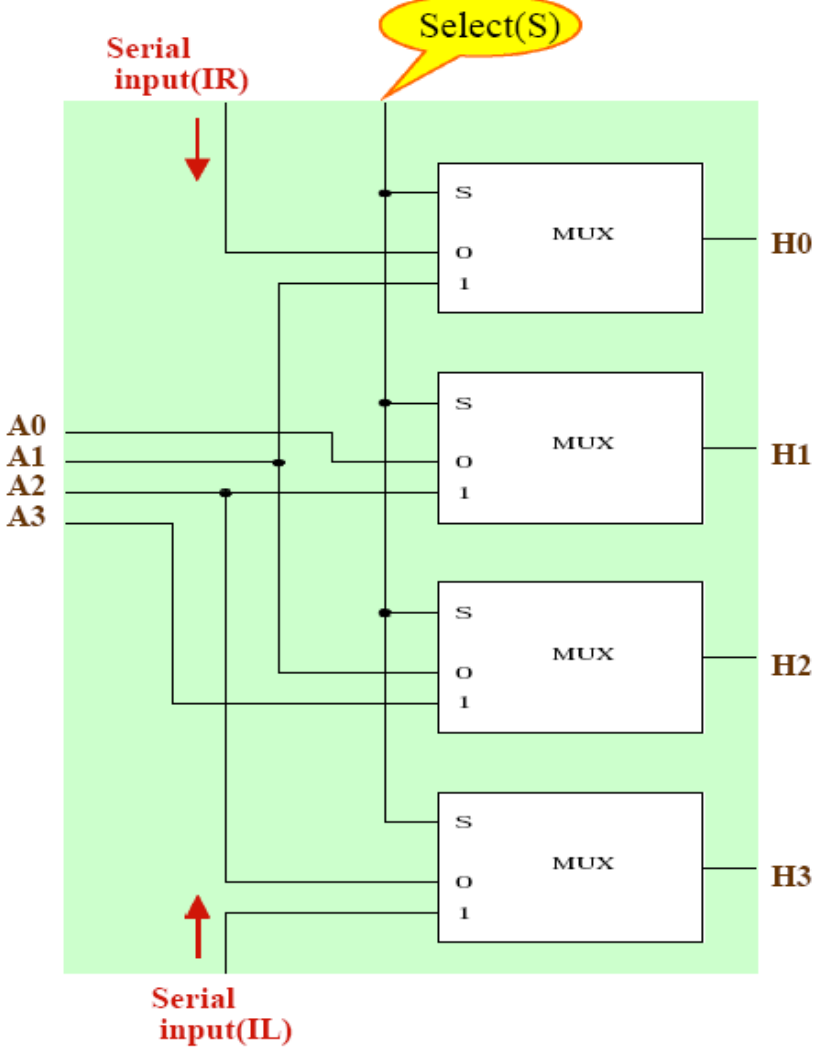 Select(S)
Serial
input(IR)
S
MUX
0
1
H0
S
MUX
0
1
H1
A0
A1
A2
A3
S
MUX
0
1
H2
S
MUX
0
1
H3
Serial
input(IL)